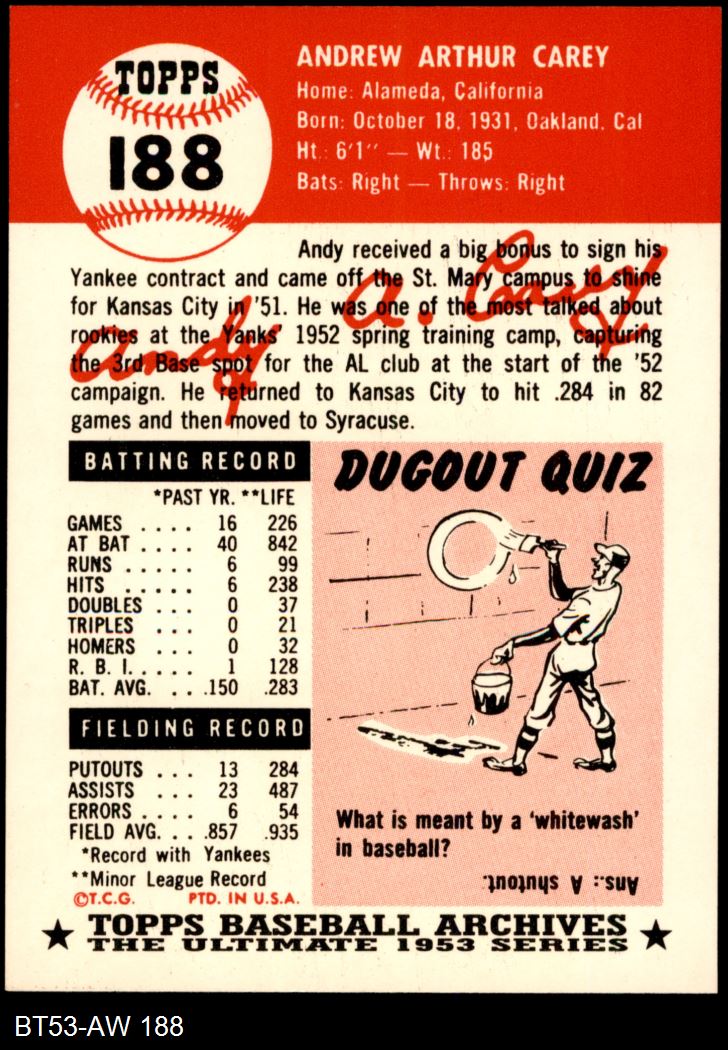 TOPPS
188
ANDREW ARTHUR CAREY
Home: Alameda, California
Born: October 18, 1931, Oakland, Cal
Ht.: 6'1" — Wt.: 185
Bats: Right — Throws: Right
Andy received a big bonus to sign his
Yankee contract and came off the St. Mary campus to shine
for Kansas City in '51. He was one of the most talked about
rookies at the Yanks' 1952 spring training camp, capturing
the 3rd Base spot for the AL club at the start of the '52
campaign. He returned to Kansas City to hit .284 in 82
games and then moved to Syracuse.
Andy A. Carey
BATTING RECORD
*PAST YR. **LIFE
GAMES .... 16 226
AT BAT .... 40 842
RUNS ..... 6 99
HITS ..... 6 238
DOUBLES ... 0 37
TRIPLES ... 0 21
HOMERS ... 0 32
R. B. I. .... 1 128
BAT. AVG. ... .150 .283
FIELDING RECORD
PUTOUTS ... 13 284
ASSISTS ... 23 487
ERRORS .... 6 54
FIELD AVG. ... .857 .935
*Record with Yankees
**Minor League Record
©T.C.G. PTD. IN U.S.A.
DUGOUT QUIZ
What is meant by a 'whitewash'
in baseball?
Ans.: A shutout.
★ TOPPS BASEBALL ARCHIVES ★
THE ULTIMATE 1953 SERIES
BT53-AW 188